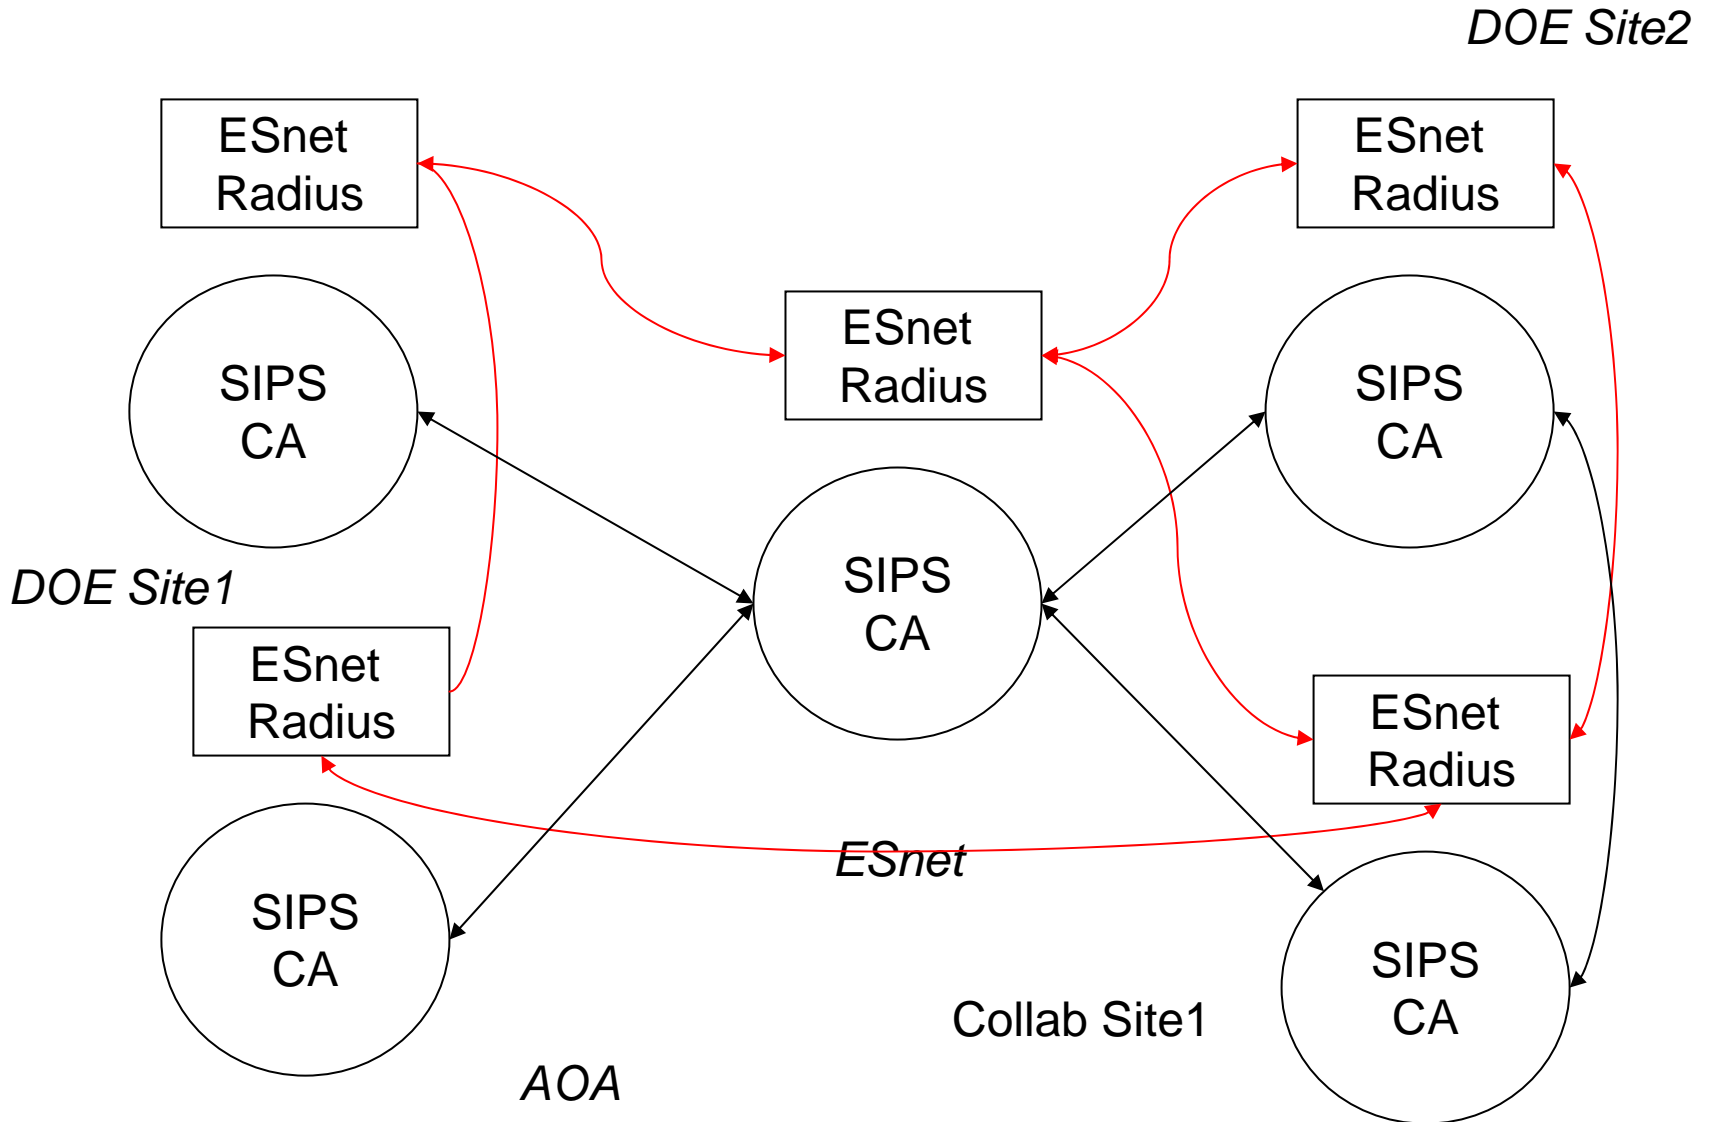 DOE Site2
ESnet
Radius
ESnet
Radius
ESnet
Radius
SIPS
CA
SIPS
CA
SIPS
CA
DOE Site1
ESnet
Radius
ESnet
Radius
ESnet
SIPS
CA
SIPS
CA
Collab Site1
AOA